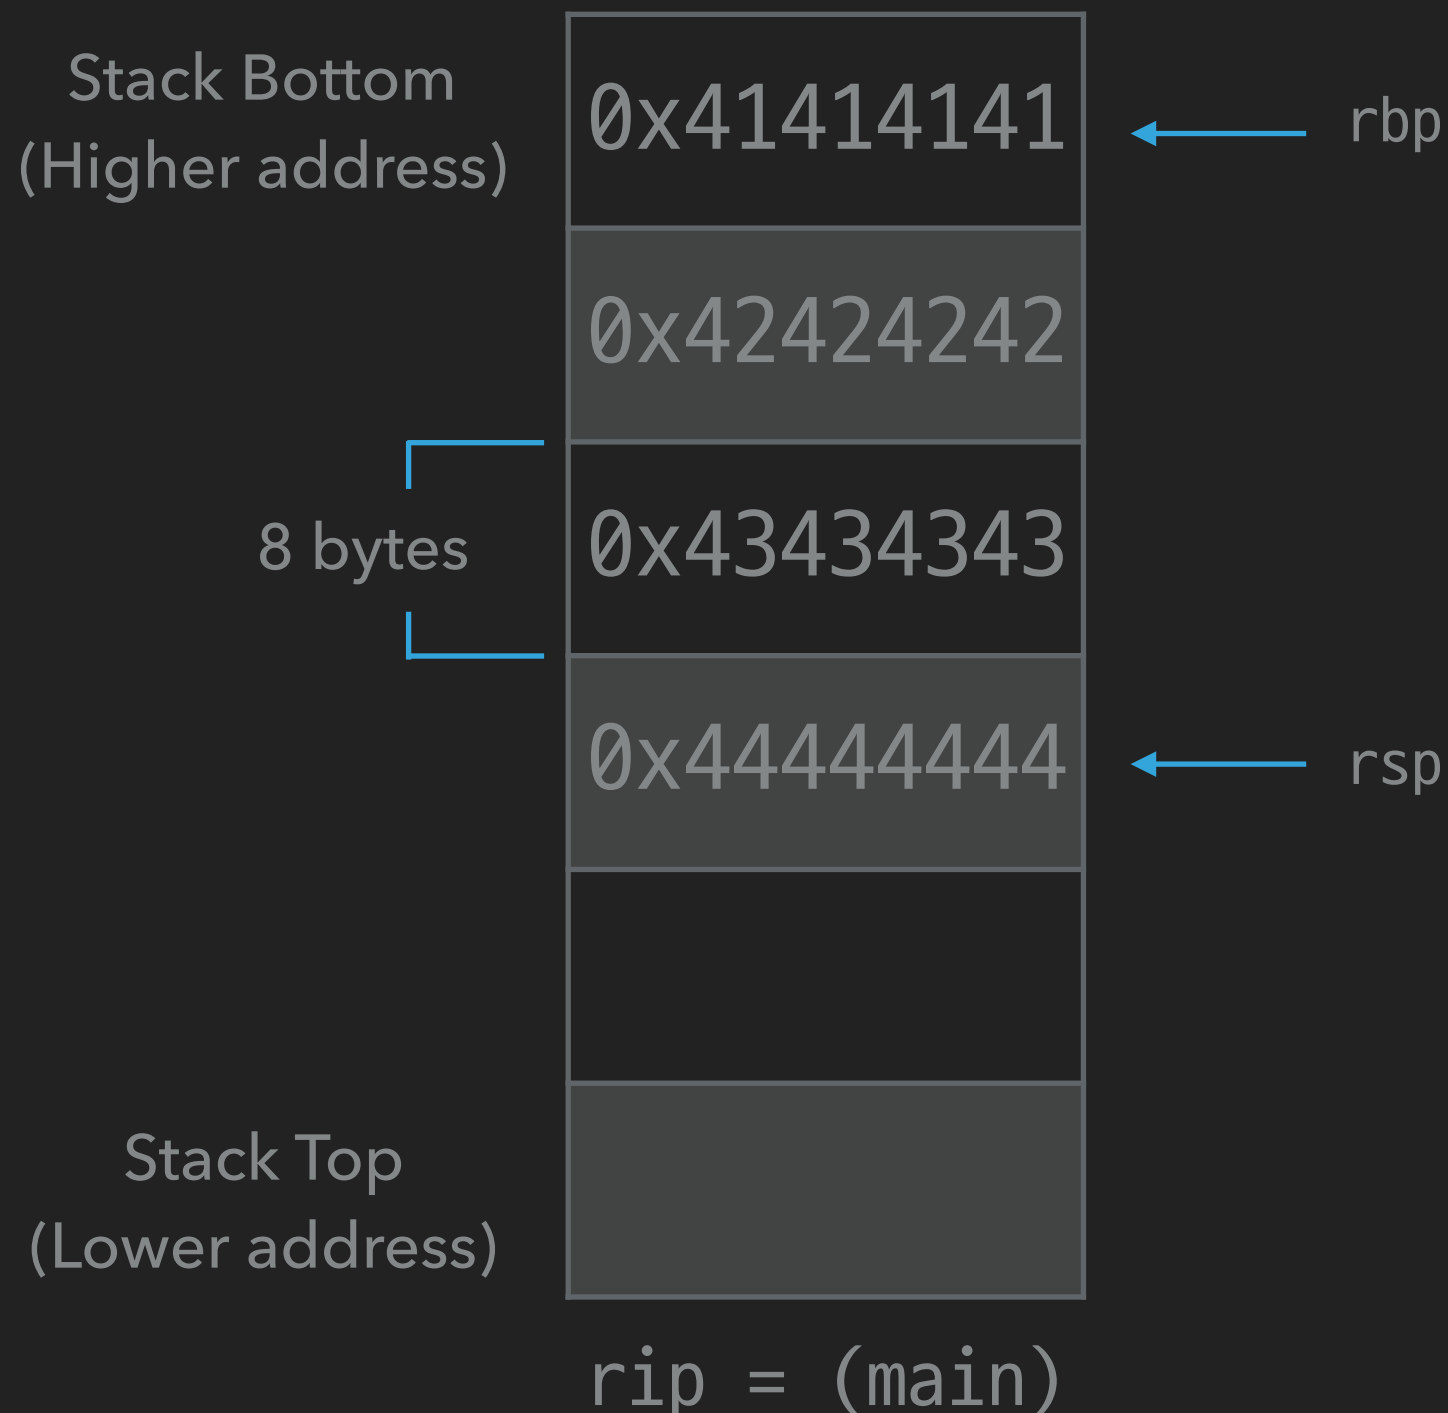 Stack Bottom
(Higher address)
0x41414141
rbp
0x42424242
8 bytes
0x43434343
0x44444444
rsp
Stack Top
(Lower address)
rip = (main)